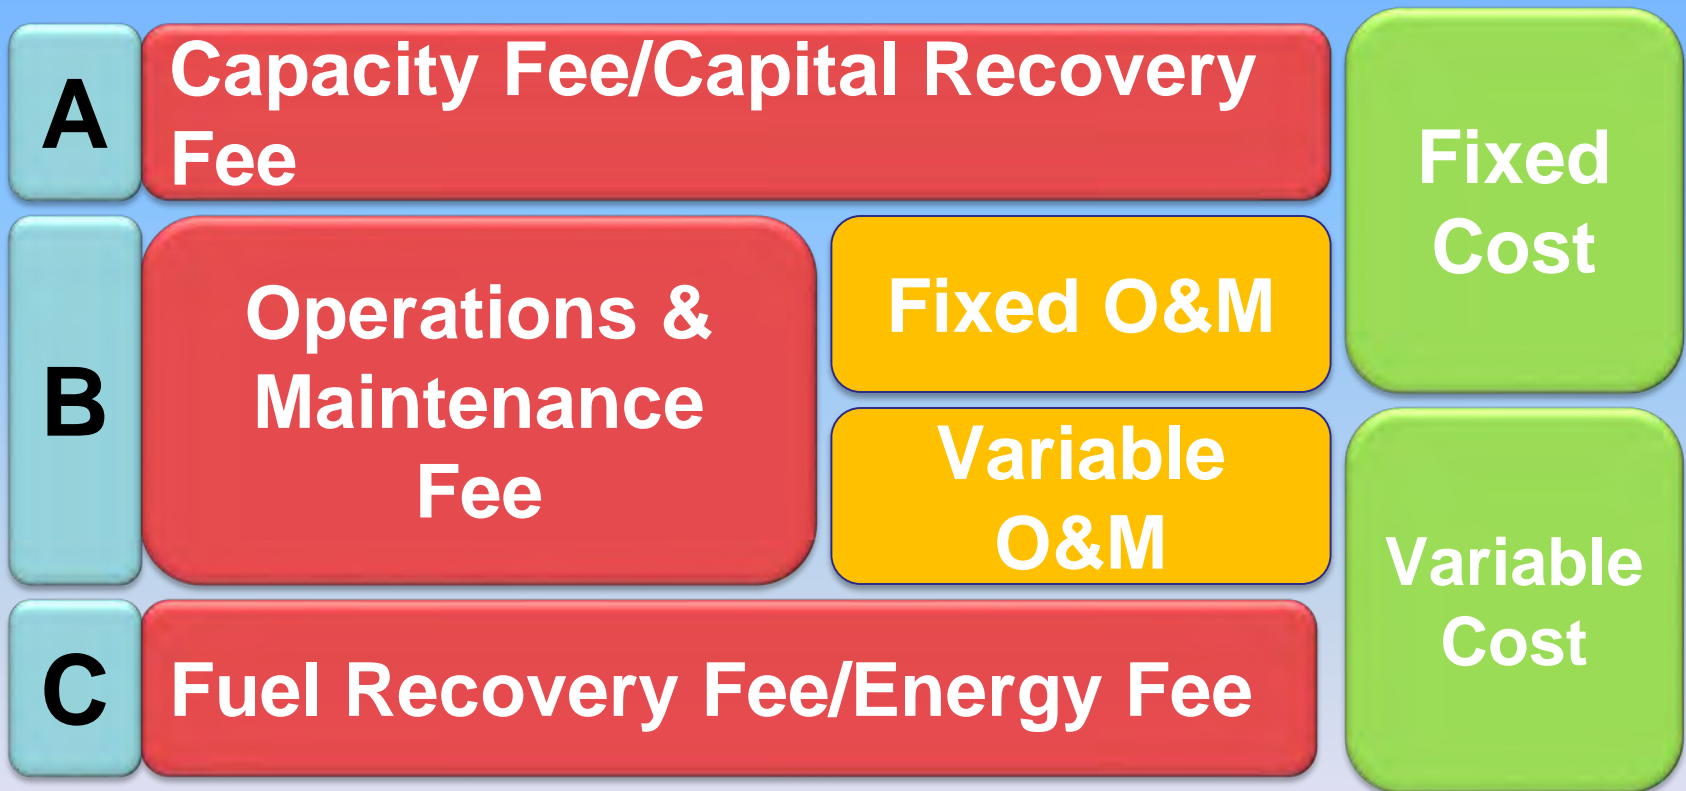 A
Capacity Fee/Capital Recovery
Fee
Fixed
Cost
B
Operations &
Maintenance
Fee
Fixed O&M
Variable
O&M
Variable
Cost
C
Fuel Recovery Fee/Energy Fee